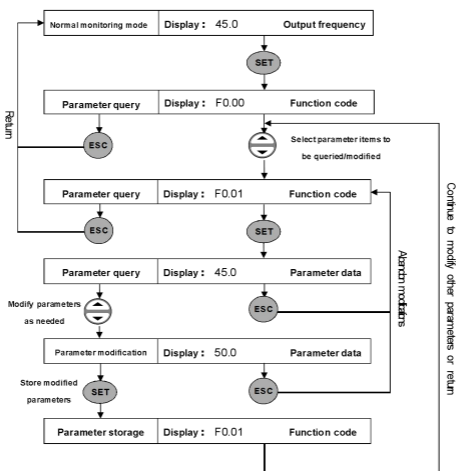 Normal monitoring mode Display： 45.0 Output frequency
SET
Parameter query Display： F0.00 Function code
ESC
Select parameter items to
be queried/modified
Return
Parameter query Display： F0.01 Function code
ESC
SET
Parameter query Display： 45.0 Parameter data
Modify parameters
as needed
ESC
Abandon modifications
Continue to modify other parameters or return
Parameter modification Display： 50.0 Parameter data
Store modified
parameters
SET
ESC
Parameter storage Display： F0.01 Function code